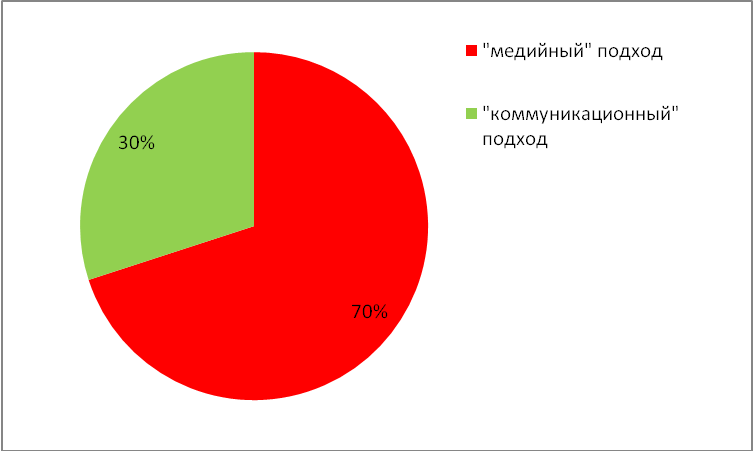 "медийный" подход
"коммуникационный"
подход
30%
70%